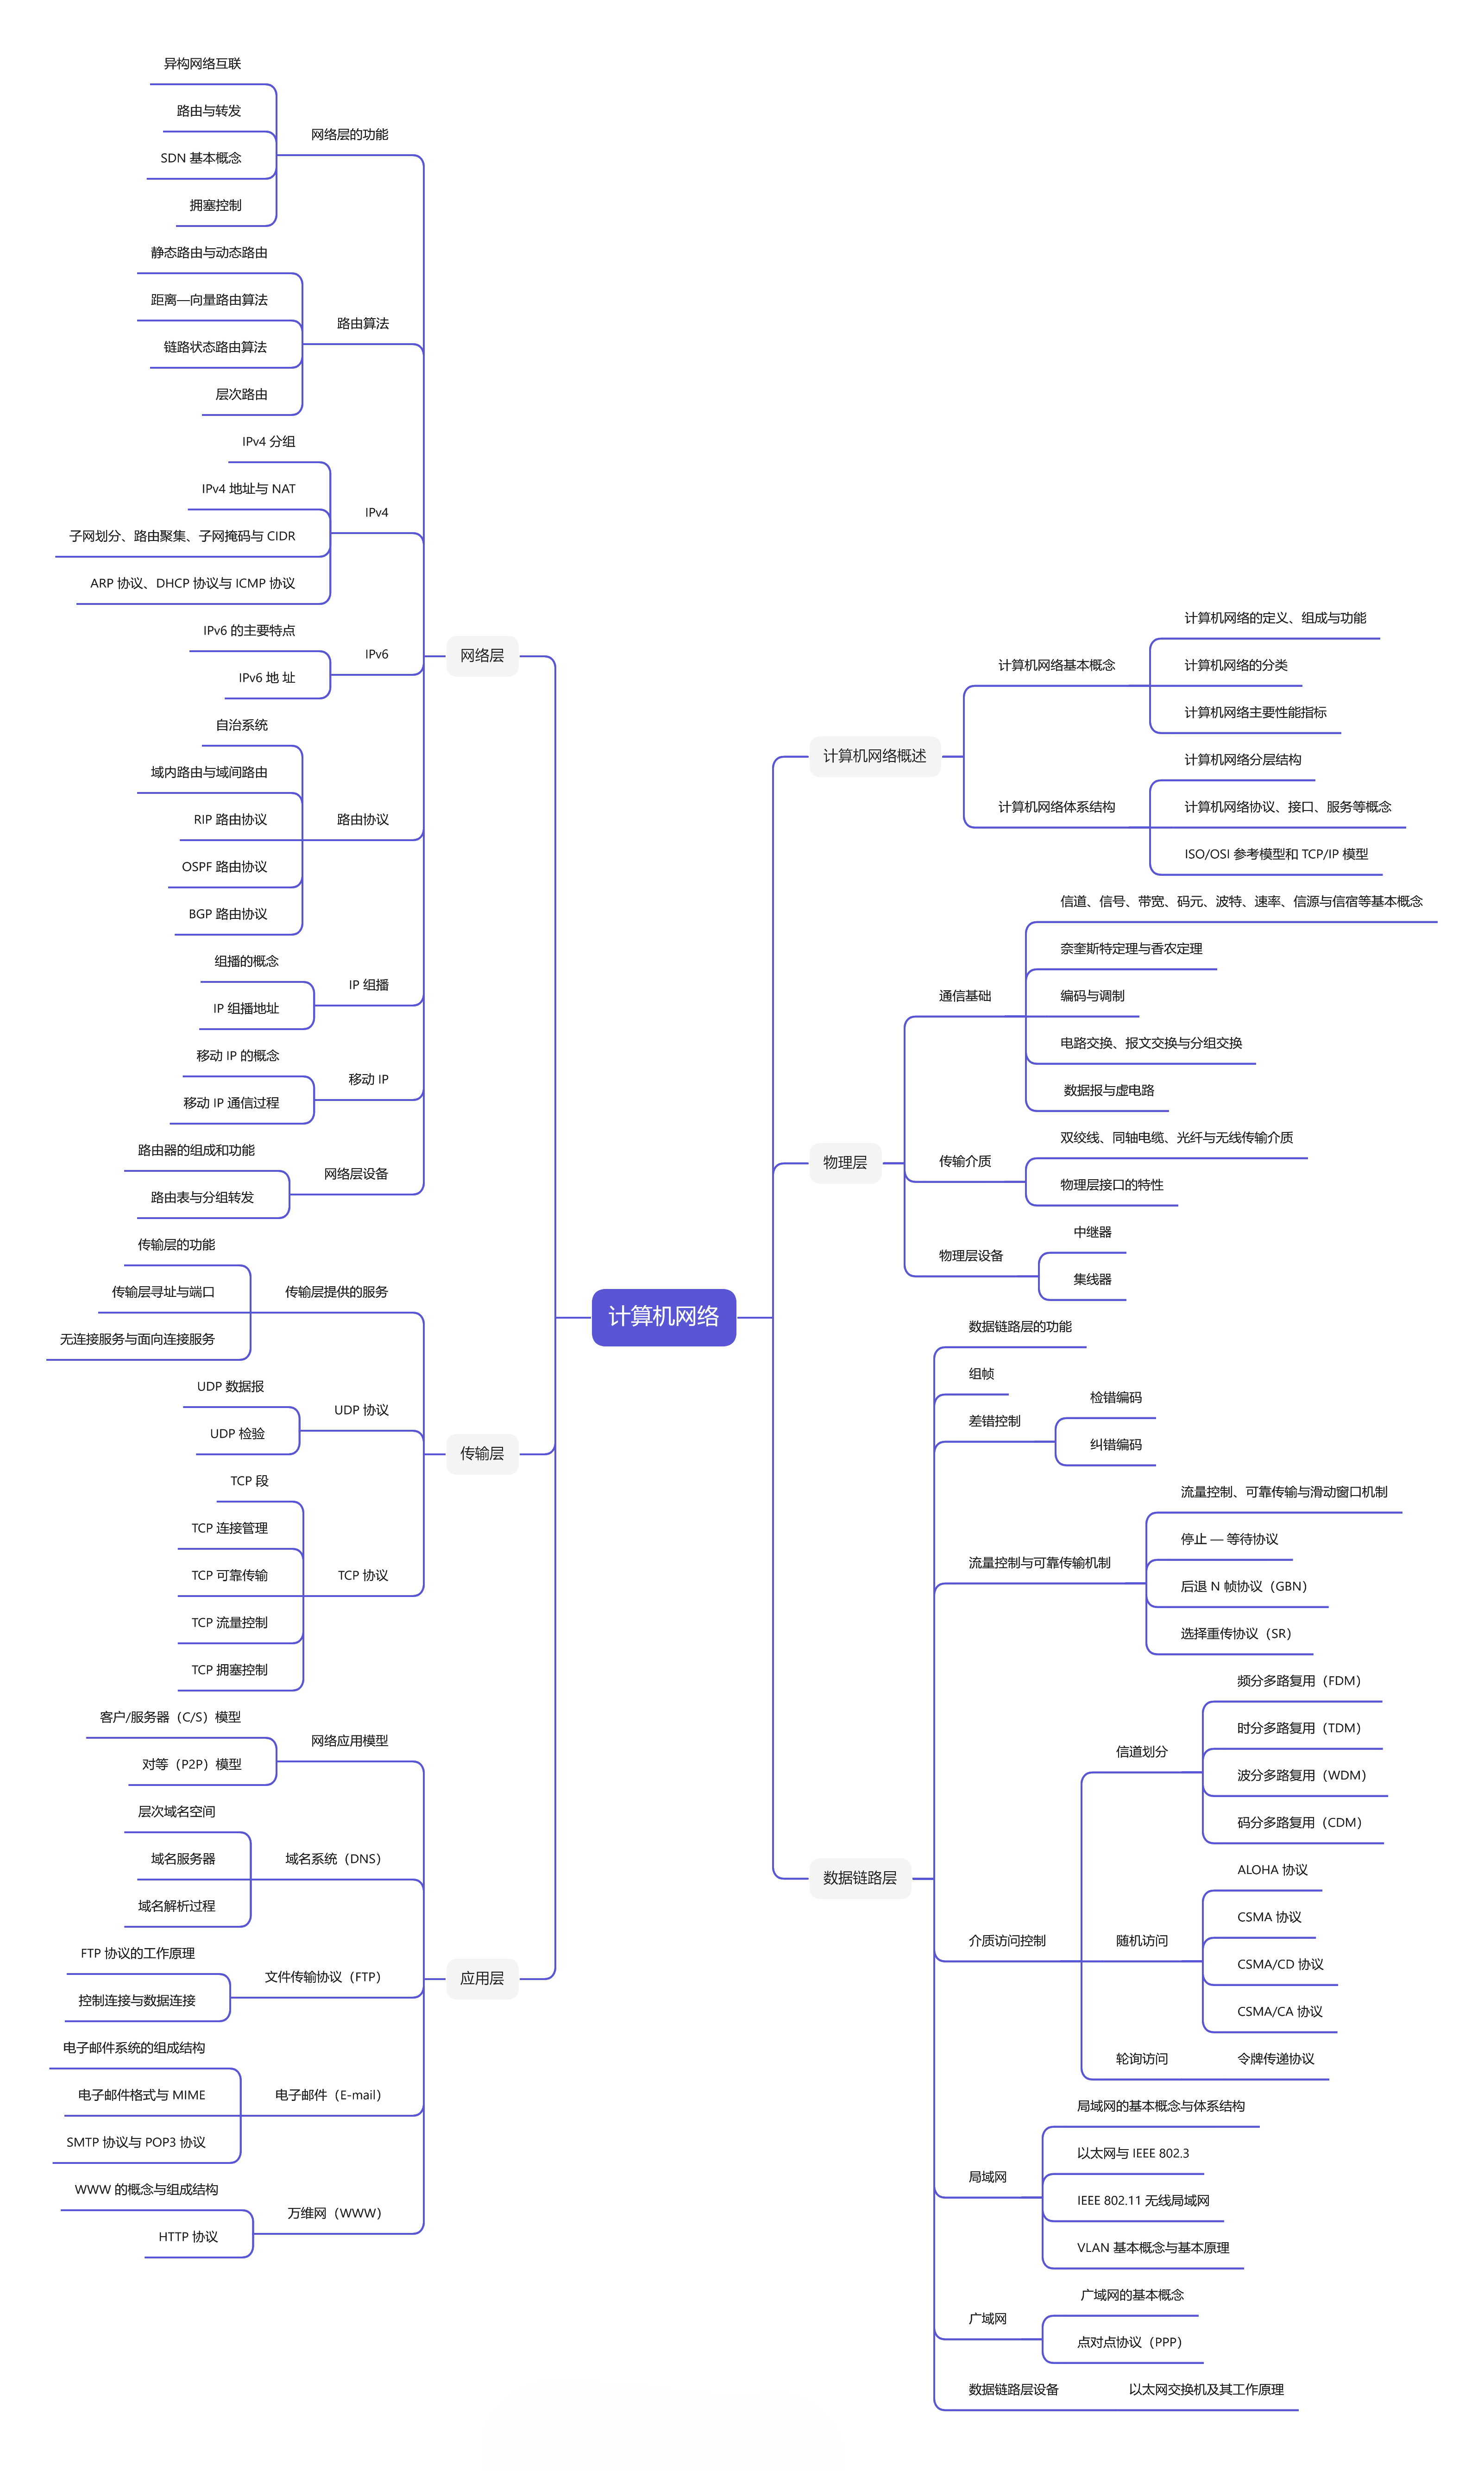 计算机网络
计算机网络概述
计算机网络基本概念
计算机网络的定义、组成与功能
计算机网络的分类
计算机网络主要性能指标
计算机网络体系结构
计算机网络分层结构
计算机网络协议、接口、服务等概念
ISO/OSI 参考模型和 TCP/IP 模型
物理层
通信基础
信道、信号、带宽、码元、波特、速率、信源与信宿等基本概念
奈奎斯特定理与香农定理
编码与调制
电路交换、报文交换与分组交换
数据报与虚电路
传输介质
双绞线、同轴电缆、光纤与无线传输介质
物理层接口的特性
物理层设备
中继器
集线器
数据链路层
数据链路层的功能
组帧
差错控制
检错编码
纠错编码
流量控制与可靠传输机制
流量控制、可靠传输与滑动窗口机制
停止 — 等待协议
后退 N 帧协议（GBN）
选择重传协议（SR）
介质访问控制
信道划分
频分多路复用（FDM）
时分多路复用（TDM）
波分多路复用（WDM）
码分多路复用（CDM）
随机访问
ALOHA 协议
CSMA 协议
CSMA/CD 协议
CSMA/CA 协议
轮询访问
令牌传递协议
局域网
局域网的基本概念与体系结构
以太网与 IEEE 802.3
IEEE 802.11 无线局域网
VLAN 基本概念与基本原理
广域网
广域网的基本概念
点对点协议（PPP）
数据链路层设备
以太网交换机及其工作原理
网络层
网络层的功能
异构网络互联
路由与转发
SDN 基本概念
拥塞控制
路由算法
静态路由与动态路由
距离—向量路由算法
链路状态路由算法
层次路由
IPv4
IPv4 分组
IPv4 地址与 NAT
子网划分、路由聚集、子网掩码与 CIDR
ARP 协议、DHCP 协议与 ICMP 协议
IPv6
IPv6 的主要特点
IPv6 地 址
路由协议
自治系统
域内路由与域间路由
RIP 路由协议
OSPF 路由协议
BGP 路由协议
IP 组播
组播的概念
IP 组播地址
移动 IP
移动 IP 的概念
移动 IP 通信过程
网络层设备
路由器的组成和功能
路由表与分组转发
传输层
传输层提供的服务
传输层的功能
传输层寻址与端口
无连接服务与面向连接服务
UDP 协议
UDP 数据报
UDP 检验
TCP 协议
TCP 段
TCP 连接管理
TCP 可靠传输
TCP 流量控制
TCP 拥塞控制
应用层
网络应用模型
客户/服务器（C/S）模型
对等（P2P）模型
域名系统（DNS）
层次域名空间
域名服务器
域名解析过程
文件传输协议（FTP）
FTP 协议的工作原理
控制连接与数据连接
电子邮件（E-mail）
电子邮件系统的组成结构
电子邮件格式与 MIME
SMTP 协议与 POP3 协议
万维网（WWW）
WWW 的概念与组成结构
HTTP 协议